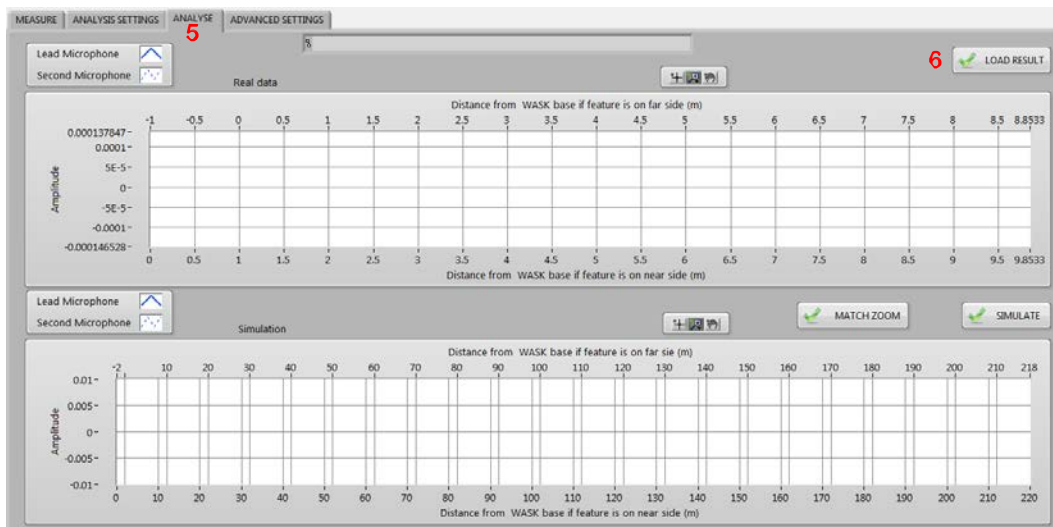 MEASURE ANALYSIS SETTINGS ANALYSE ADVANCED SETTINGS
5
%
Lead Microphone
Second Microphone
Real data
6 LOAD RESULT
Distance from WASK base if feature is on far side (m)
-1 -0.5 0 0.5 1 1.5 2 2.5 3 3.5 4 4.5 5 5.5 6 6.5 7 7.5 8 8.5 8.8533
Amplitude
0.000137847
0.0001
5E-5
0
-5E-5
-0.0001
-0.000146528
0 0.5 1 1.5 2 2.5 3 3.5 4 4.5 5 5.5 6 6.5 7 7.5 8 8.5 9 9.5 9.8533
Distance from WASK base if feature is on near side (m)
Lead Microphone
Second Microphone
Simulation
MATCH ZOOM
SIMULATE
Distance from WASK base if feature is on far sie (m)
-2 10 20 30 40 50 60 70 80 90 100 110 120 130 140 150 160 170 180 190 200 210 218
Amplitude
0.01
0.005
0
-0.005
-0.01
0 10 20 30 40 50 60 70 80 90 100 110 120 130 140 150 160 170 180 190 200 210 220
Distance from WASK base if feature is on near side (m)